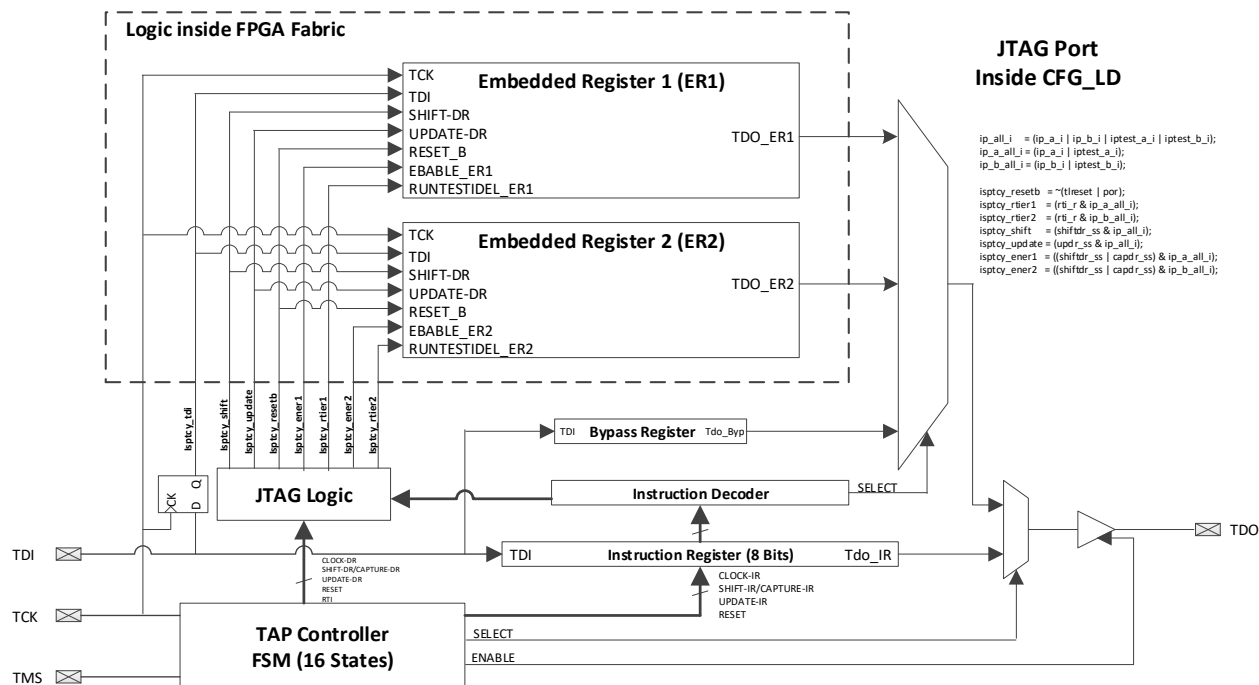 Logic inside FPGA Fabric
JTAG Port
Inside CFG_LD
TCK
TDI
SHIFT-DR
UPDATE-DR
RESET_B
EBABLE_ER1
RUNTESTIDEL_ER1
Embedded Register 1 (ER1)
TDO_ER1
ip_all_i = (ip_a_i | ip_b_i | iptest_a_i | iptest_b_i);
ip_a_all_i = (ip_a_i | iptest_a_i);
ip_b_all_i = (ip_b_i | iptest_b_i);
isptcy_resetb = ~(tlreset | por);
isptcy_rtier1 = (rti_r & ip_a_all_i);
isptcy_rtier2 = (rti_r & ip_b_all_i);
isptcy_shift = (shiftdr_ss & ip_all_i);
isptcy_update = (updr_ss & ip_all_i);
isptcy_ener1 = ((shiftdr_ss | capdr_ss) & ip_a_all_i);
isptcy_ener2 = ((shiftdr_ss | capdr_ss) & ip_b_all_i);
TCK
TDI
SHIFT-DR
UPDATE-DR
RESET_B
EBABLE_ER2
RUNTESTIDEL_ER2
Embedded Register 2 (ER2)
TDO_ER2
Isptcy_tdi
Isptcy_shift
Isptcy_update
Isptcy_resetb
Isptcy_ener1
Isptcy_rtier1
Isptcy_ener2
Isptcy_rtier2
TDI Bypass Register Tdo_Byp
CK
D Q
JTAG Logic
Instruction Decoder
SELECT
TDI
TDI Instruction Register (8 Bits) Tdo_IR
TDO
CLOCK-DR
SHIFT-DR/CAPTURE-DR
UPDATE-DR
RESET
RTI
CLOCK-IR
SHIFT-IR/CAPTURE-IR
UPDATE-IR
RESET
TCK
TAP Controller
FSM (16 States)
SELECT
ENABLE
TMS